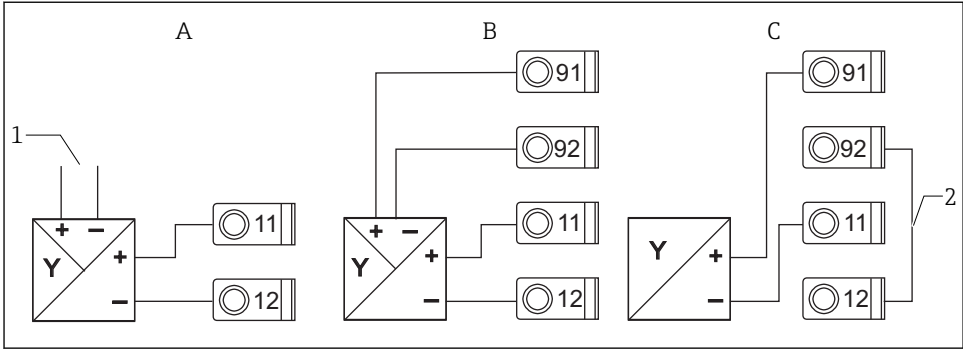 A B C
91 91
1 92 92
+ − 11 + − 11 11 2
Y + Y + Y +
− 12 − 12 − 12